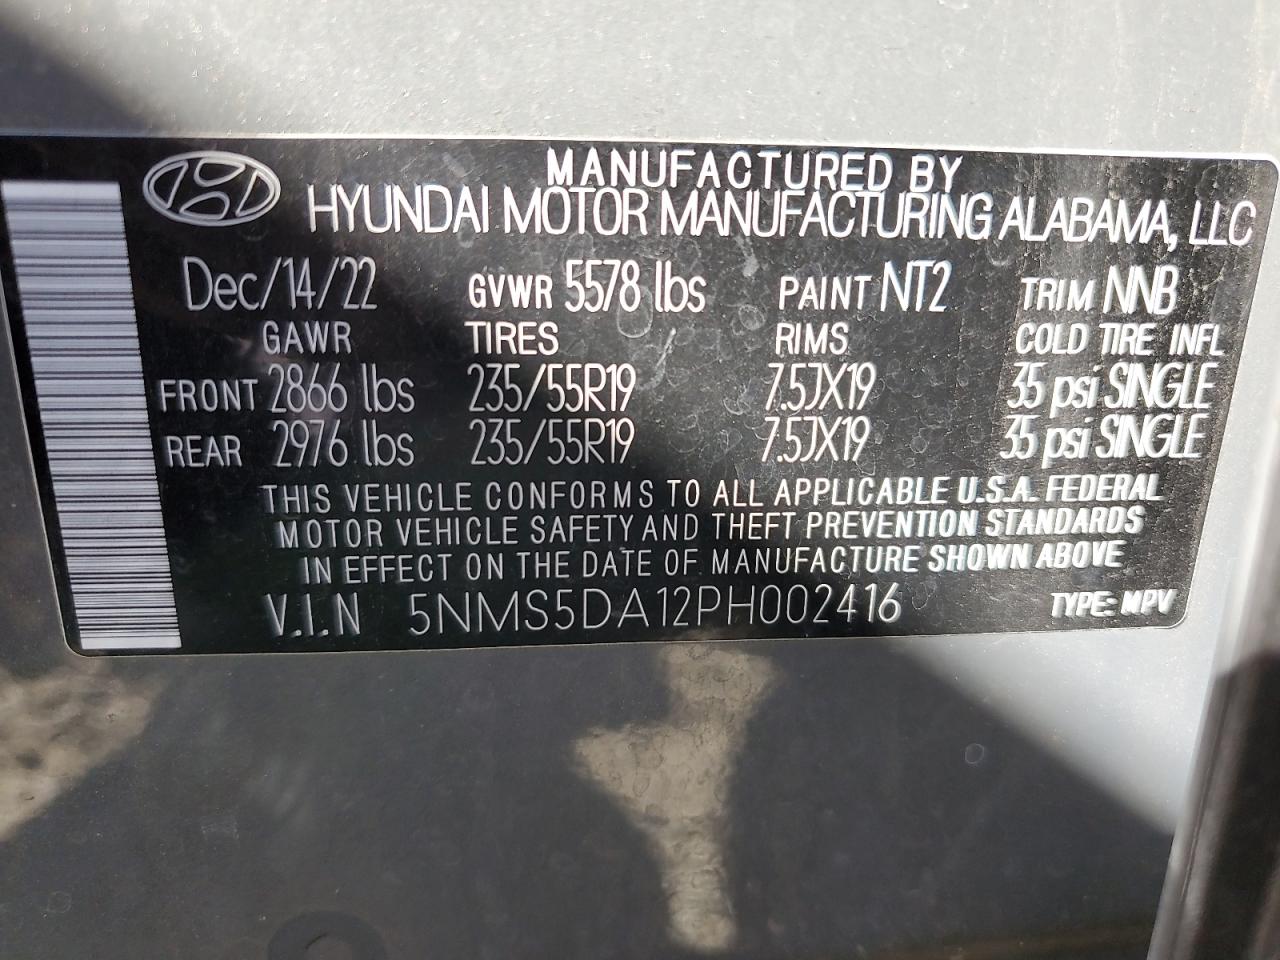 MANUFACTURED BY
HYUNDAI MOTOR MANUFACTURING ALABAMA, LLC
Dec/14/22 GVWR 5578 lbs PAINT NT2 TRIM NNB
GAWR TIRES RIMS COLD TIRE INFL
FRONT 2866 lbs 235/55R19 7.5JX19 35 psi SINGLE
REAR 2976 lbs 235/55R19 7.5JX19 35 psi SINGLE
THIS VEHICLE CONFORMS TO ALL APPLICABLE U.S.A. FEDERAL
MOTOR VEHICLE SAFETY AND THEFT PREVENTION STANDARDS
IN EFFECT ON THE DATE OF MANUFACTURE SHOWN ABOVE
V.I.N 5NMS5DA12PH002416 TYPE: MPV